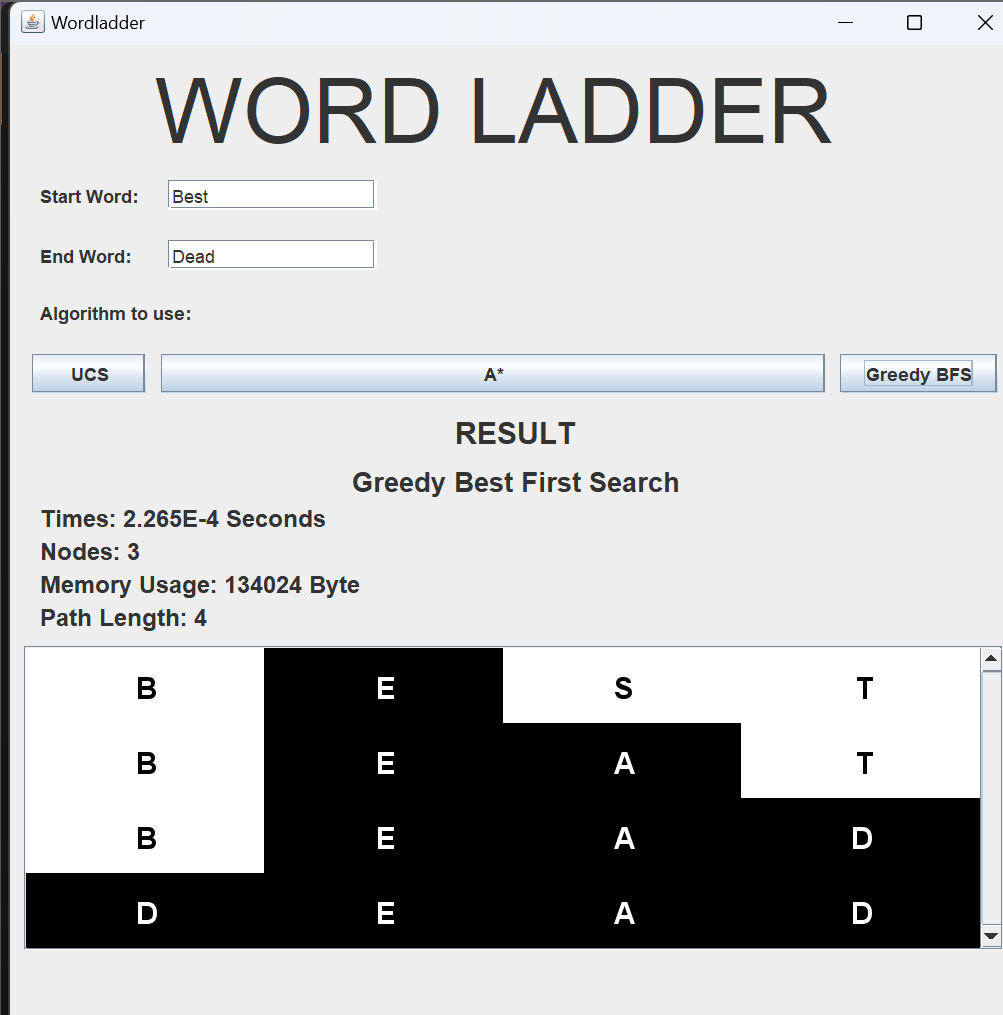 Wordladder
WORD LADDER
Start Word: Best
End Word: Dead
Algorithm to use:
UCS A* Greedy BFS
RESULT
Greedy Best First Search
Times: 2.265E-4 Seconds
Nodes: 3
Memory Usage: 134024 Byte
Path Length: 4
B E S T
B E A T
B E A D
D E A D